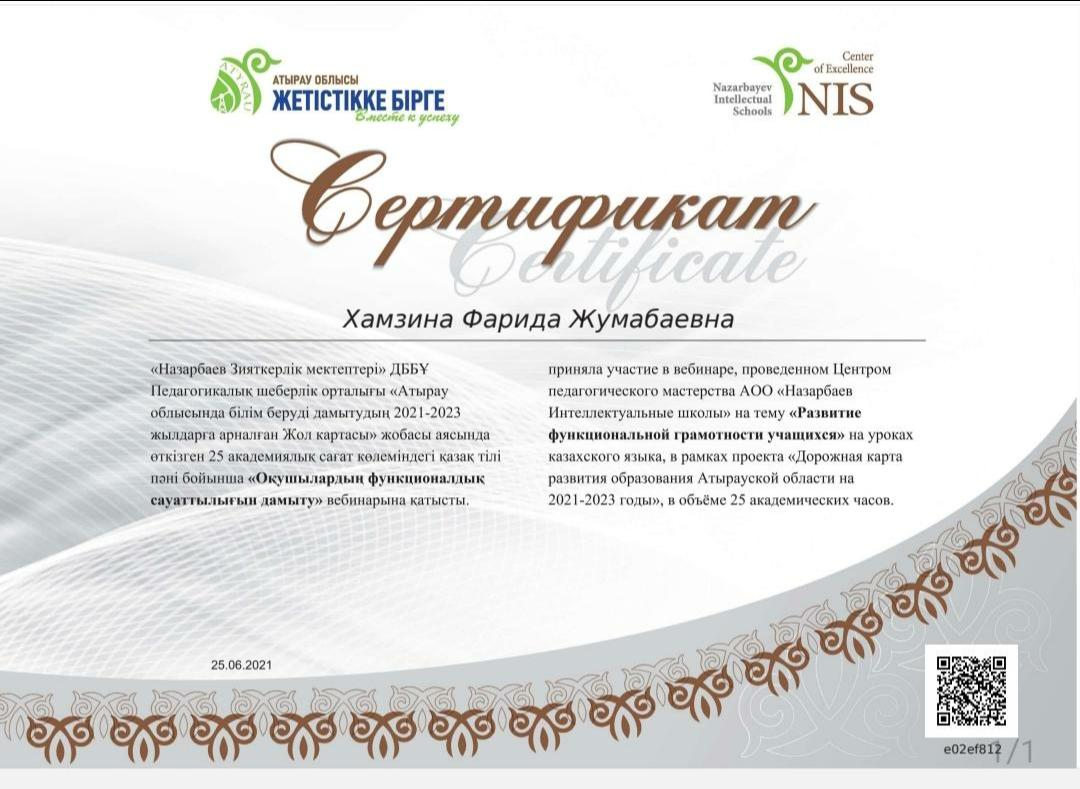 ATYRAU
АТЫРАУ ОБЛЫСЫ
ЖЕТІСТІККЕ БІРГЕ
Вместе к успеху
Center
of Excellence
Nazarbayev
Intellectual
Schools
NIS
Сертификат
Certificate
Хамзина Фарида Жумабаевна
«Назарбаев Зияткерлік мектептері» ДББҰ
Педагогикалық шеберлік орталығы «Атырау
облысында білім беруді дамытудың 2021-2023
жылдарға арналған Жол картасы» жобасы аясында
өткізген 25 академиялық сағат көлеміндегі қазақ тілі
пәні бойынша «Оқушылардың функционалдық
сауаттылығын дамыту» вебинарына қатысты.
приняла участие в вебинаре, проведенном Центром
педагогического мастерства АОО «Назарбаев
Интеллектуальные школы» на тему «Развитие
функциональной грамотности учащихся» на уроках
казахского языка, в рамках проекта «Дорожная карта
развития образования Атырауской области на
2021-2023 годы», в объёме 25 академических часов.
25.06.2021
e02ef812
1/1